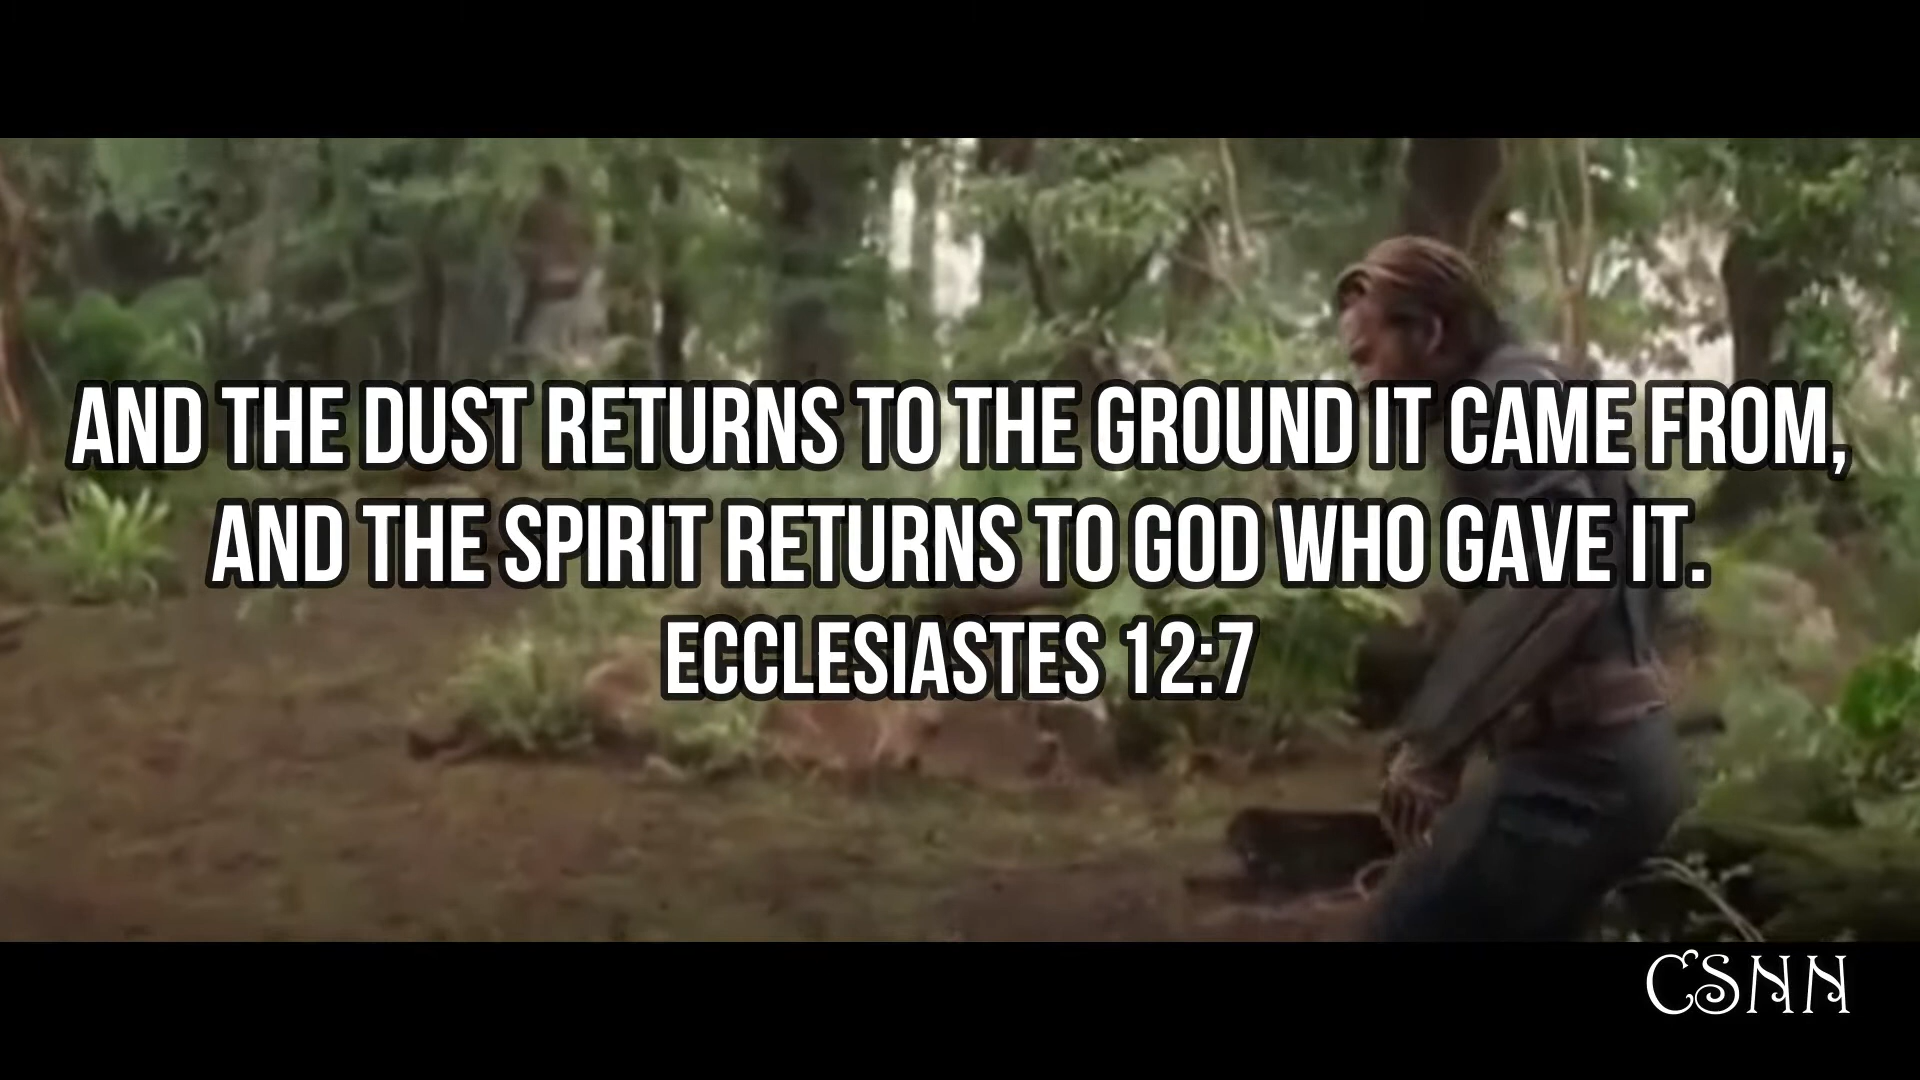 AND THE DUST RETURNS TO THE GROUND IT CAME FROM,
AND THE SPIRIT RETURNS TO GOD WHO GAVE IT.
ECCLESIASTES 12:7
CSNN